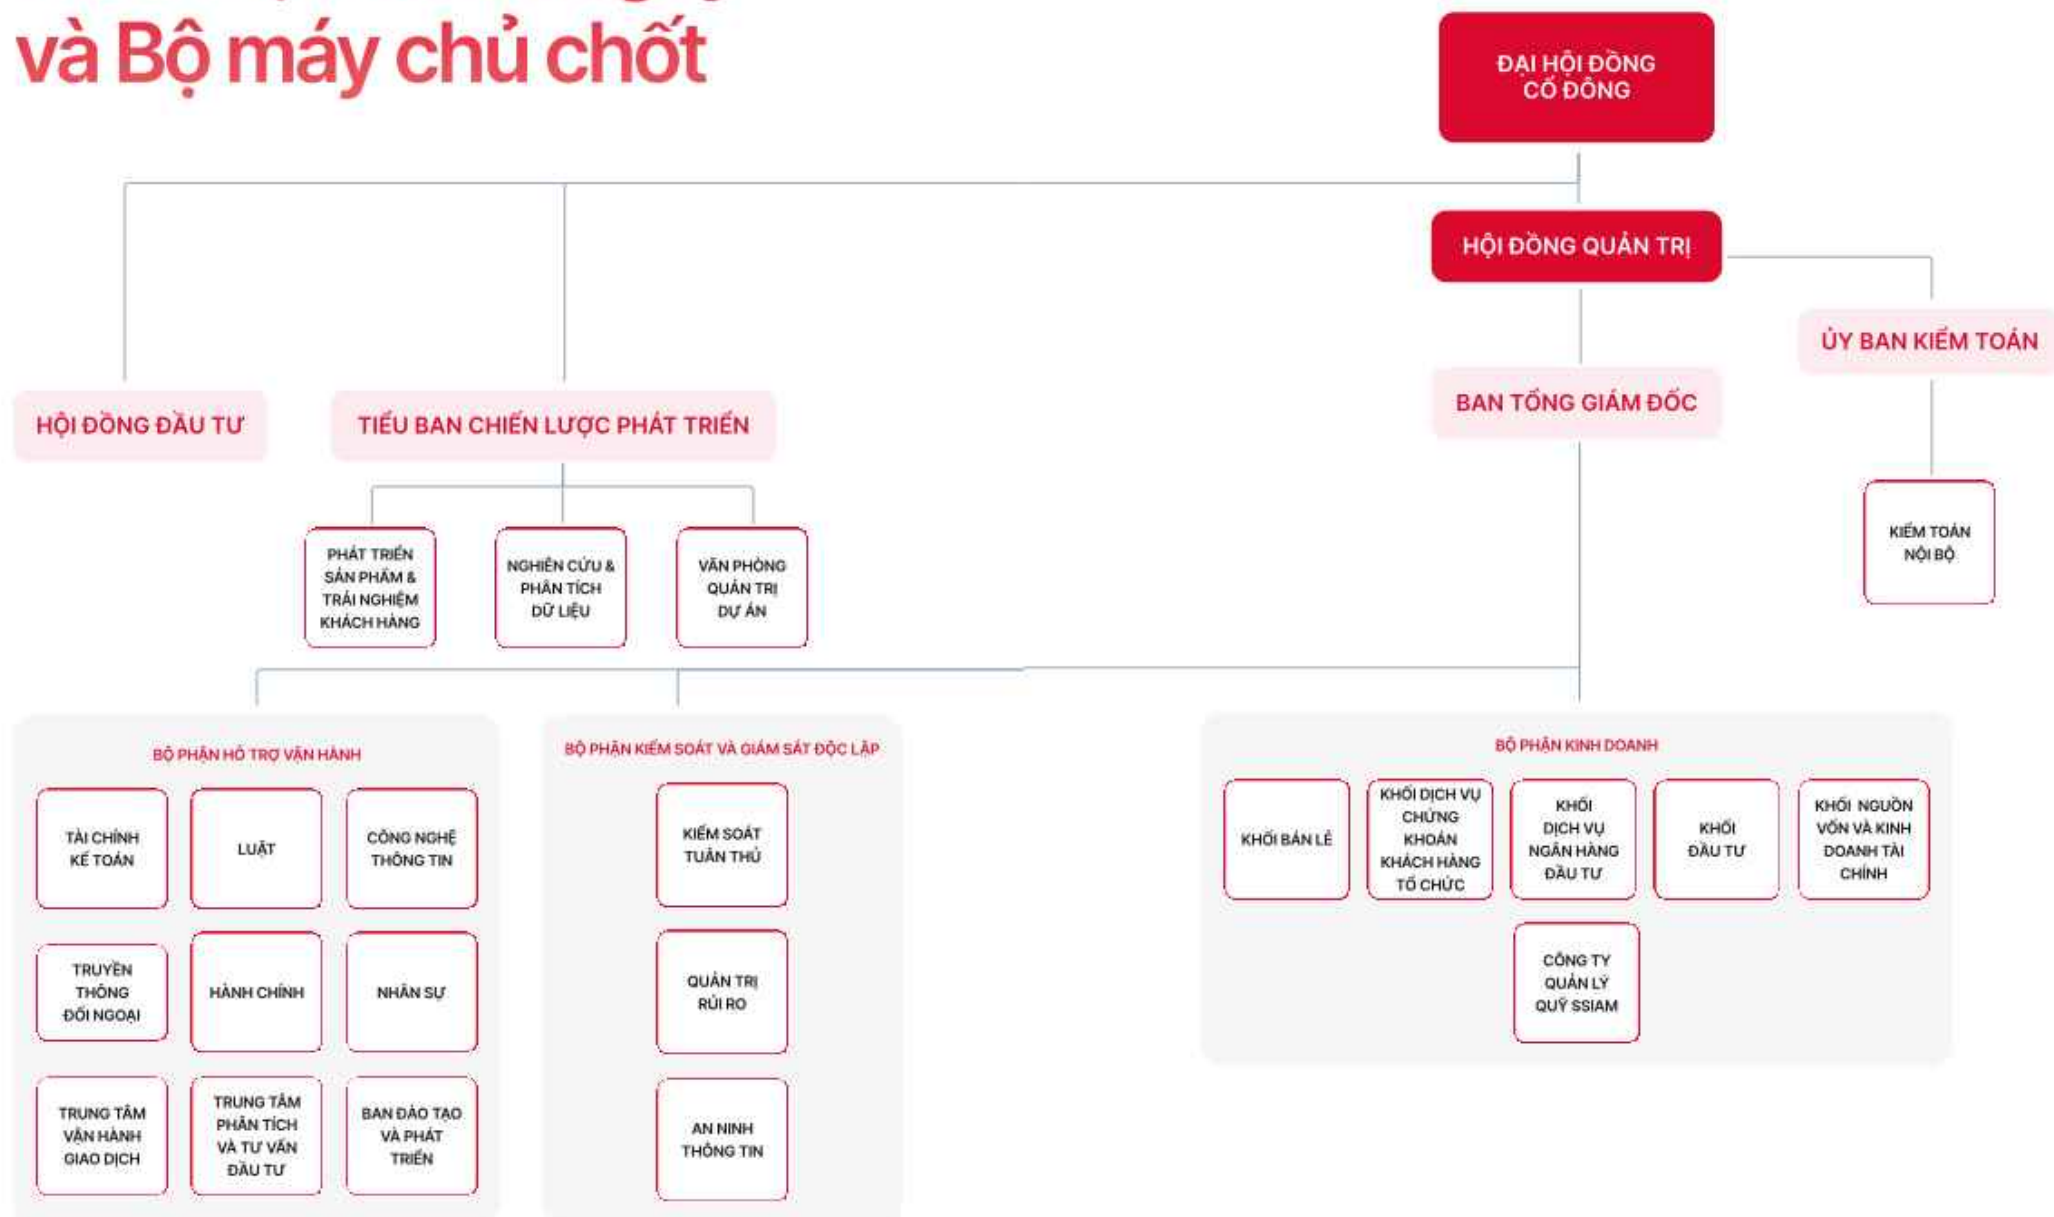 và Bộ máy chủ chốt
ĐẠI HỘI ĐỒNG
CỔ ĐÔNG
HỘI ĐỒNG QUẢN TRỊ
ỦY BAN KIỂM TOÁN
BAN TỔNG GIÁM ĐỐC
HỘI ĐỒNG ĐẦU TƯ
TIỂU BAN CHIẾN LƯỢC PHÁT TRIỂN
PHÁT TRIỂN
SẢN PHẨM &
TRẢI NGHIỆM
KHÁCH HÀNG
NGHIÊN CỨU &
PHÂN TÍCH
DỮ LIỆU
VĂN PHÒNG
QUẢN TRỊ
DỰ ÁN
KIỂM TOÁN
NỘI BỘ
BỘ PHẬN HỖ TRỢ VẬN HÀNH
TÀI CHÍNH
KẾ TOÁN
LUẬT
CÔNG NGHỆ
THÔNG TIN
TRUYỀN
THÔNG
ĐỐI NGOẠI
HÀNH CHÍNH
NHÂN SỰ
TRUNG TÂM
VẬN HÀNH
GIAO DỊCH
TRUNG TÂM
PHÂN TÍCH
VÀ TƯ VẤN
ĐẦU TƯ
BAN ĐÀO TẠO
VÀ PHÁT
TRIỂN
BỘ PHẬN KIỂM SOÁT VÀ GIÁM SÁT ĐỘC LẬP
KIỂM SOÁT
TUÂN THỦ
QUẢN TRỊ
RỦI RO
AN NINH
THÔNG TIN
BỘ PHẬN KINH DOANH
KHỐI BÁN LẺ
KHỐI DỊCH VỤ
CHỨNG
KHOÁN
KHÁCH HÀNG
TỔ CHỨC
KHỐI
DỊCH VỤ
NGÂN HÀNG
ĐẦU TƯ
KHỐI
ĐẦU TƯ
KHỐI NGUỒN
VỐN VÀ KINH
DOANH TÀI
CHÍNH
CÔNG TY
QUẢN LÝ
QUỸ SSIAM